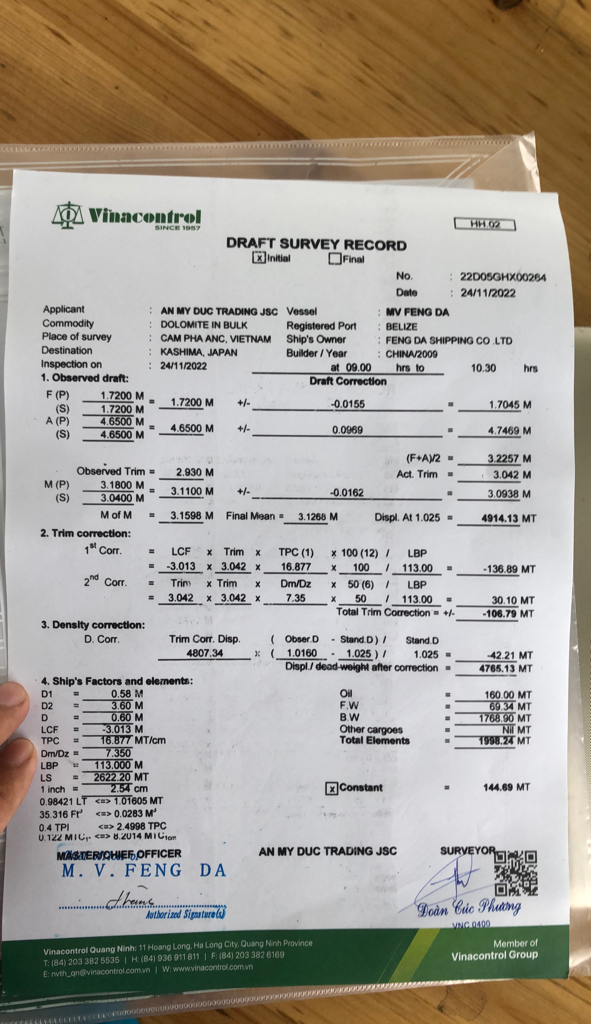 Vinacontrol
SINCE 1957
HH.02
DRAFT SURVEY RECORD
[x] Initial [ ] Final
No. : 22D05GHX00264
Date : 24/11/2022
Applicant : AN MY DUC TRADING JSC Vessel : MV FENG DA
Commodity : DOLOMITE IN BULK Registered Port : BELIZE
Place of survey : CAM PHA ANC, VIETNAM Ship's Owner : FENG DA SHIPPING CO .LTD
Destination : KASHIMA, JAPAN Builder / Year : CHINA/2009
Inspection on : 24/11/2022 at 09.00 hrs to 10.30 hrs
1. Observed draft: Draft Correction
F (P) 1.7200 M = 1.7200 M +/- -0.0155 = 1.7045 M
(S) 1.7200 M
A (P) 4.6500 M = 4.6500 M +/- 0.0969 = 4.7469 M
(S) 4.6500 M
(F+A)/2 = 3.2257 M
Observed Trim = 2.930 M Act. Trim = 3.042 M
M (P) 3.1800 M = 3.1100 M +/- -0.0162 = 3.0938 M
(S) 3.0400 M
M of M = 3.1598 M Final Mean = 3.1268 M Displ. At 1.025 = 4914.13 MT
2. Trim correction:
1st Corr. = LCF x Trim x TPC (1) x 100 (12) / LBP
= -3.013 x 3.042 x 16.877 x 100 / 113.00 = -136.89 MT
2nd Corr. = Trim x Trim x Dm/Dz x 50 (6) / LBP
= 3.042 x 3.042 x 7.35 x 50 / 113.00 = 30.10 MT
Total Trim Correction = +/- -106.79 MT
3. Density correction:
D. Corr. Trim Corr. Disp. ( Obser.D - Stand.D ) / Stand.D
4807.34 x ( 1.0160 - 1.025 ) / 1.025 = -42.21 MT
Displ./ dead-weight after correction = 4765.13 MT
4. Ship's Factors and elements:
D1 = 0.58 M Oil = 160.00 MT
D2 = 3.60 M F.W = 69.34 MT
D = 0.60 M B.W = 1768.90 MT
LCF = -3.013 M Other cargoes = Nil MT
TPC = 16.877 MT/cm Total Elements = 1998.24 MT
Dm/Dz = 7.350
LBP = 113.000 M
LS = 2622.20 MT [x] Constant = 144.69 MT
1 inch = 2.54 cm
0.98421 LT <=> 1.01605 MT
35.316 Ft³ <=> 0.0283 M³
0.4 TPI <=> 2.4998 TPC
MASTER/CHIEF OFFICER AN MY DUC TRADING JSC SURVEYOR
M. V. FENG DA
Authorized Signature(s)
Đoàn Cúc Phương
VNC 0400
Vinacontrol Quang Ninh: 11 Hoang Long, Ha Long City, Quang Ninh Province
T: (84) 203 382 5535 | H: (84) 936 911 811 | F: (84) 203 382 6169
E: nvth_qn@vinacontrol.com.vn | W: www.vinacontrol.com.vn
Member of
Vinacontrol Group